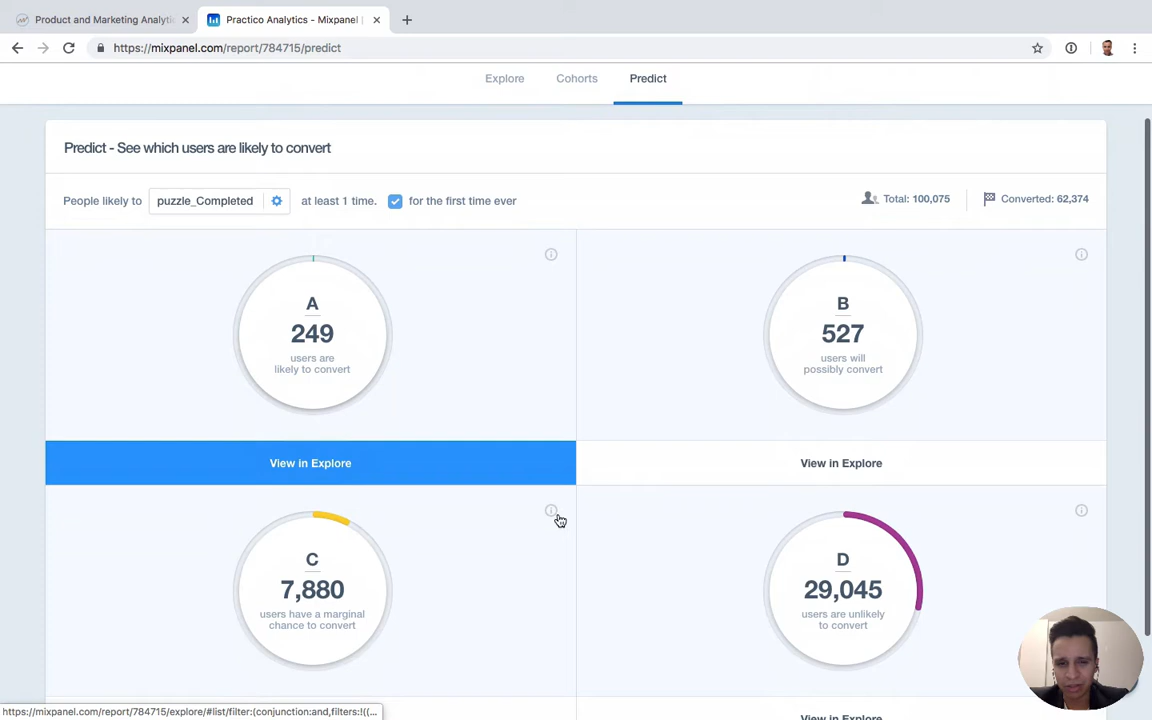 Product and Marketing Analytic
Practico Analytics - Mixpanel |
https://mixpanel.com/report/784715/predict
Explore
Cohorts
Predict
Predict - See which users are likely to convert
People likely to
puzzle_Completed
at least 1 time.
for the first time ever
Total: 100,075
Converted: 62,374
A
249
users are
likely to convert
B
527
users will
possibly convert
View in Explore
View in Explore
C
7,880
users have a marginal
chance to convert
D
29,045
users are unlikely
to convert
View in Explore
https://mixpanel.com/report/784715/explore/#list/filter:(conjunction:and,filters:!((...